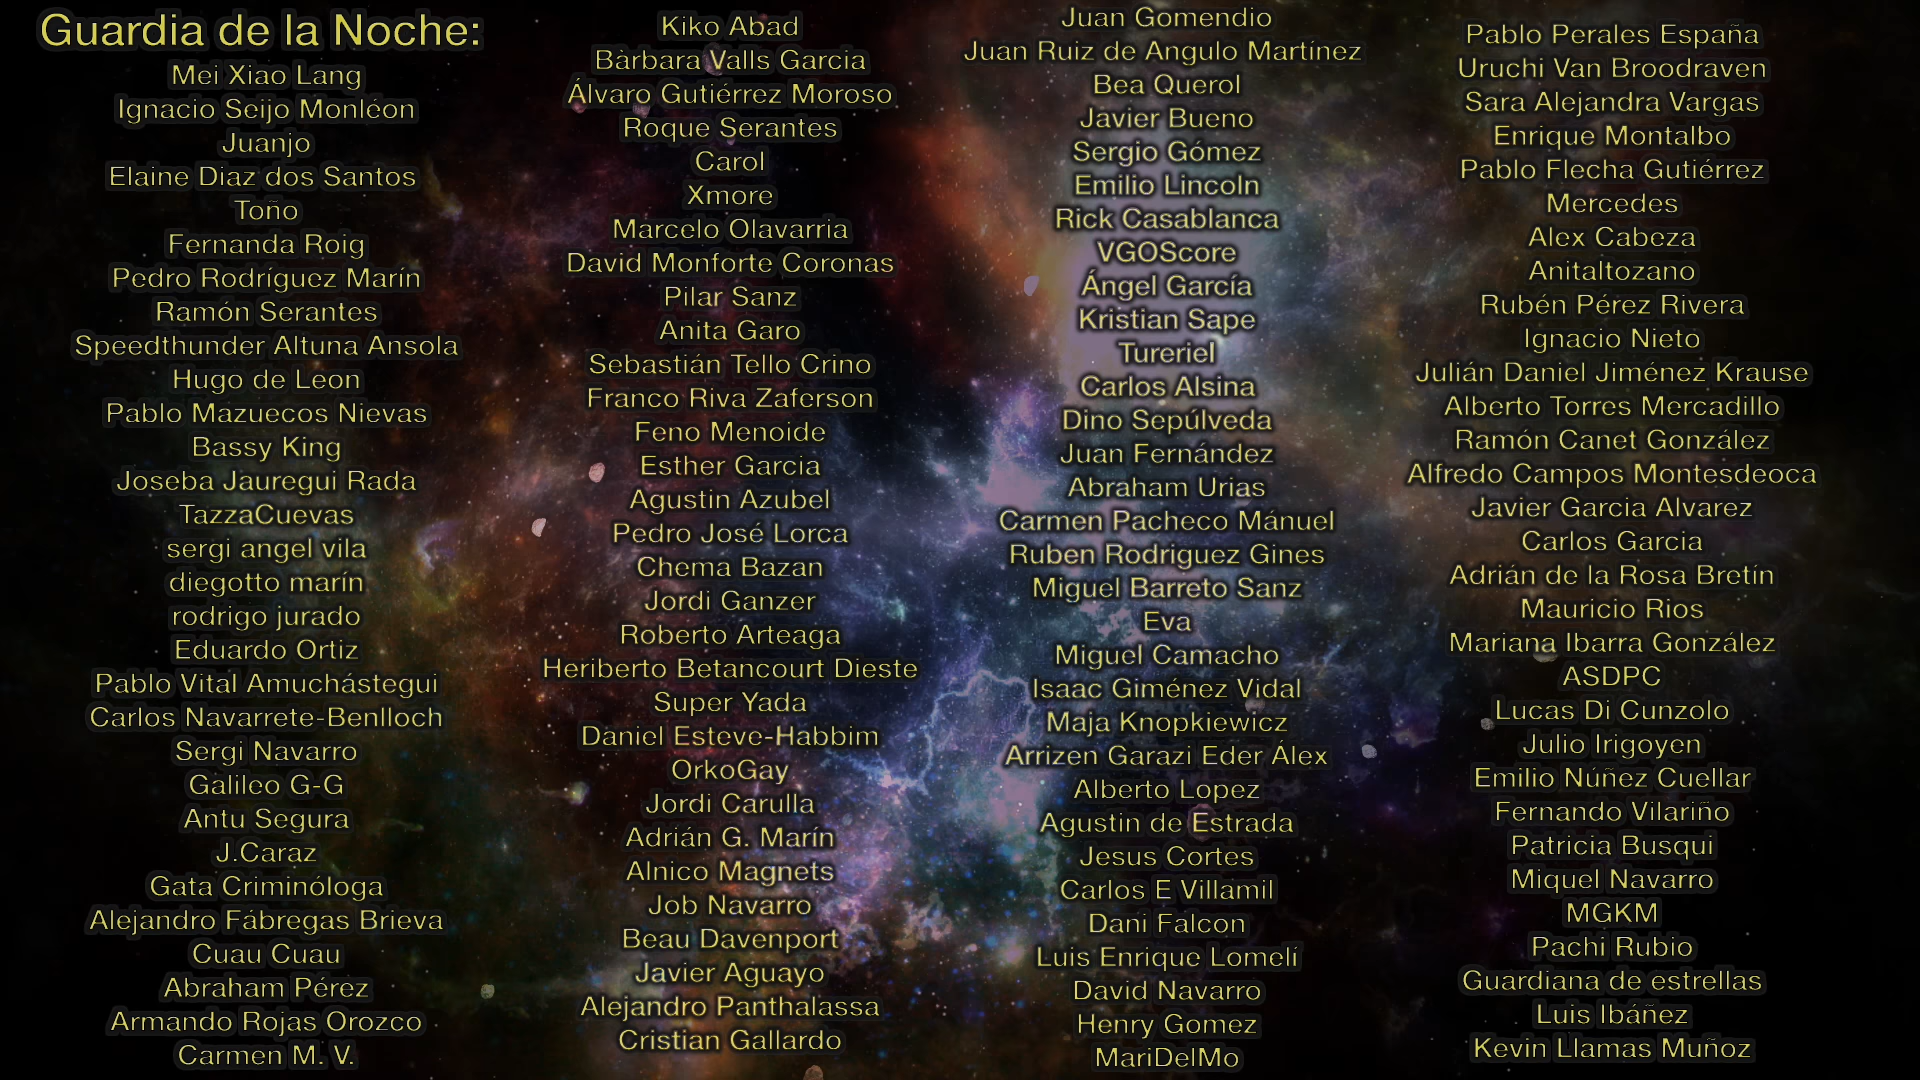 Guardia de la Noche:
Mei Xiao Lang
Ignacio Seijo Monléon
Juanjo
Elaine Diaz dos Santos
Toño
Fernanda Roig
Pedro Rodríguez Marín
Ramón Serantes
Speedthunder Altuna Ansola
Hugo de Leon
Pablo Mazuecos Nievas
Bassy King
Joseba Jauregui Rada
TazzaCuevas
sergi angel vila
diegotto marín
rodrigo jurado
Eduardo Ortiz
Pablo Vital Amuchástegui
Carlos Navarrete-Benlloch
Sergi Navarro
Galileo G-G
Antu Segura
J.Caraz
Gata Criminóloga
Alejandro Fábregas Brieva
Cuau Cuau
Abraham Pérez
Armando Rojas Orozco
Carmen M. V.
Kiko Abad
Bàrbara Valls Garcia
Álvaro Gutiérrez Moroso
Roque Serantes
Carol
Xmore
Marcelo Olavarria
David Monforte Coronas
Pilar Sanz
Anita Garo
Sebastián Tello Crino
Franco Riva Zaferson
Feno Menoide
Esther Garcia
Agustin Azubel
Pedro José Lorca
Chema Bazan
Jordi Ganzer
Roberto Arteaga
Heriberto Betancourt Dieste
Super Yada
Daniel Esteve-Habbim
OrkoGay
Jordi Carulla
Adrián G. Marín
Alnico Magnets
Job Navarro
Beau Davenport
Javier Aguayo
Alejandro Panthalassa
Cristian Gallardo
Juan Gomendio
Juan Ruiz de Angulo Martínez
Bea Querol
Javier Bueno
Sergio Gómez
Emilio Lincoln
Rick Casablanca
VGOScore
Ángel García
Kristian Sape
Tureriel
Carlos Alsina
Dino Sepúlveda
Juan Fernández
Abraham Urias
Carmen Pacheco Mánuel
Ruben Rodriguez Gines
Miguel Barreto Sanz
Eva
Miguel Camacho
Isaac Giménez Vidal
Maja Knopkiewicz
Arrizen Garazi Eder Álex
Alberto Lopez
Agustin de Estrada
Jesus Cortes
Carlos E Villamil
Dani Falcon
Luis Enrique Lomelí
David Navarro
Henry Gomez
MariDelMo
Pablo Perales España
Uruchi Van Broodraven
Sara Alejandra Vargas
Enrique Montalbo
Pablo Flecha Gutiérrez
Mercedes
Alex Cabeza
Anitaltozano
Rubén Pérez Rivera
Ignacio Nieto
Julián Daniel Jiménez Krause
Alberto Torres Mercadillo
Ramón Canet González
Alfredo Campos Montesdeoca
Javier Garcia Alvarez
Carlos Garcia
Adrián de la Rosa Bretín
Mauricio Rios
Mariana Ibarra González
ASDPC
Lucas Di Cunzolo
Julio Irigoyen
Emilio Núñez Cuellar
Fernando Vilariño
Patricia Busqui
Miquel Navarro
MGKM
Pachi Rubio
Guardiana de estrellas
Luis Ibáñez
Kevin Llamas Muñoz